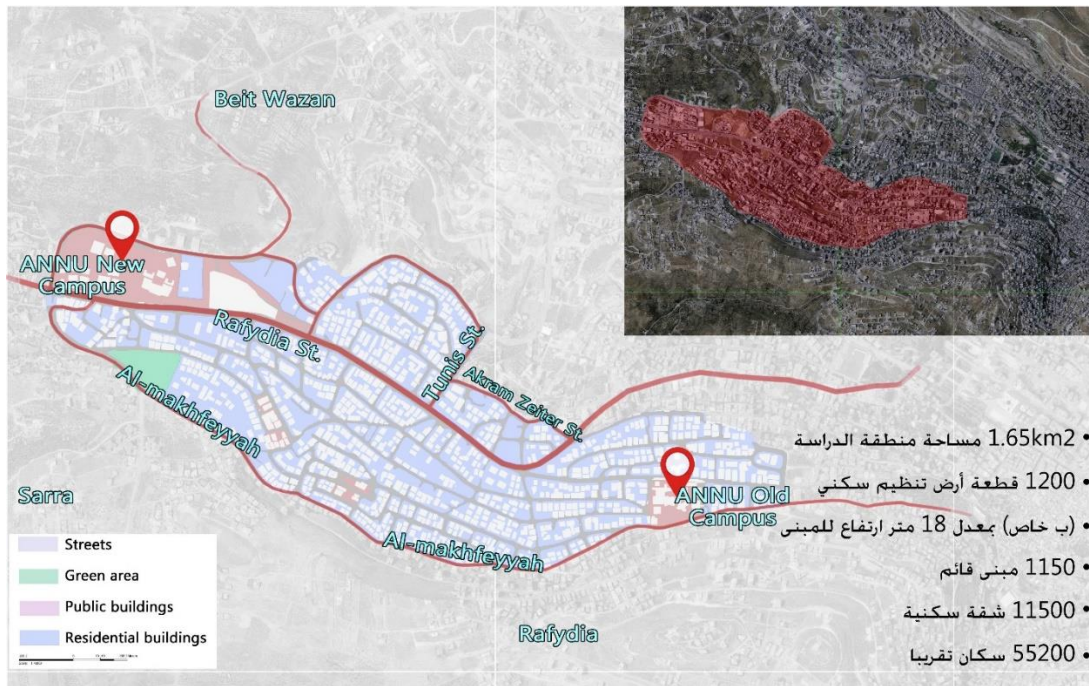 Beit Wazan
ANNU New
Campus
Rafydia St.
Tunis St.
Akram Zeiter St.
Al-makhfeyyah
Sarra
ANNU Old
Campus
Al-makhfeyyah
Rafydia
Streets
Green area
Public buildings
Residential buildings
• 1.65km2 مساحة منطقة الدراسة
• 1200 قطعة أرض تنظيم سكني
• (ب خاص) بمعدل 18 متر ارتفاع للمبنى
• 1150 مبنى قائم
• 11500 شقة سكنية
• 55200 سكان تقريبا